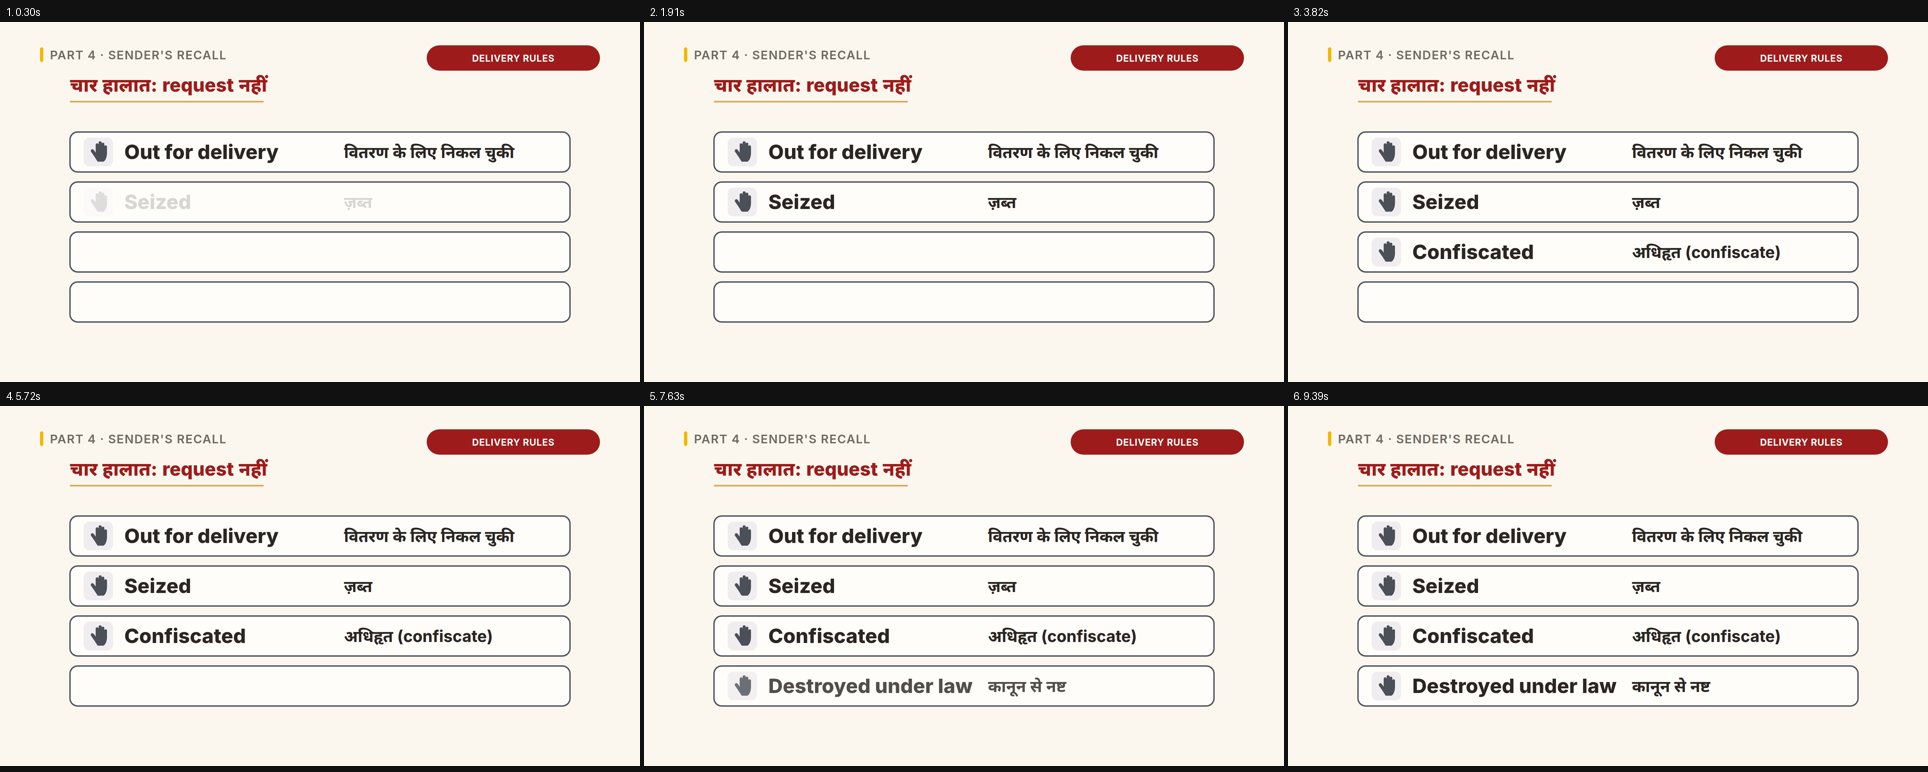 1. 0.30s
PART 4 · SENDER'S RECALL
DELIVERY RULES
चार हालात: request नहीं
Out for delivery वितरण के लिए निकल चुकी
Seized ज़ब्त
2. 1.91s
PART 4 · SENDER'S RECALL
DELIVERY RULES
चार हालात: request नहीं
Out for delivery वितरण के लिए निकल चुकी
Seized ज़ब्त
3. 3.82s
PART 4 · SENDER'S RECALL
DELIVERY RULES
चार हालात: request नहीं
Out for delivery वितरण के लिए निकल चुकी
Seized ज़ब्त
Confiscated अधिहृत (confiscate)
4. 5.72s
PART 4 · SENDER'S RECALL
DELIVERY RULES
चार हालात: request नहीं
Out for delivery वितरण के लिए निकल चुकी
Seized ज़ब्त
Confiscated अधिहृत (confiscate)
5. 7.63s
PART 4 · SENDER'S RECALL
DELIVERY RULES
चार हालात: request नहीं
Out for delivery वितरण के लिए निकल चुकी
Seized ज़ब्त
Confiscated अधिहृत (confiscate)
Destroyed under law कानून से नष्ट
6. 9.39s
PART 4 · SENDER'S RECALL
DELIVERY RULES
चार हालात: request नहीं
Out for delivery वितरण के लिए निकल चुकी
Seized ज़ब्त
Confiscated अधिहृत (confiscate)
Destroyed under law कानून से नष्ट